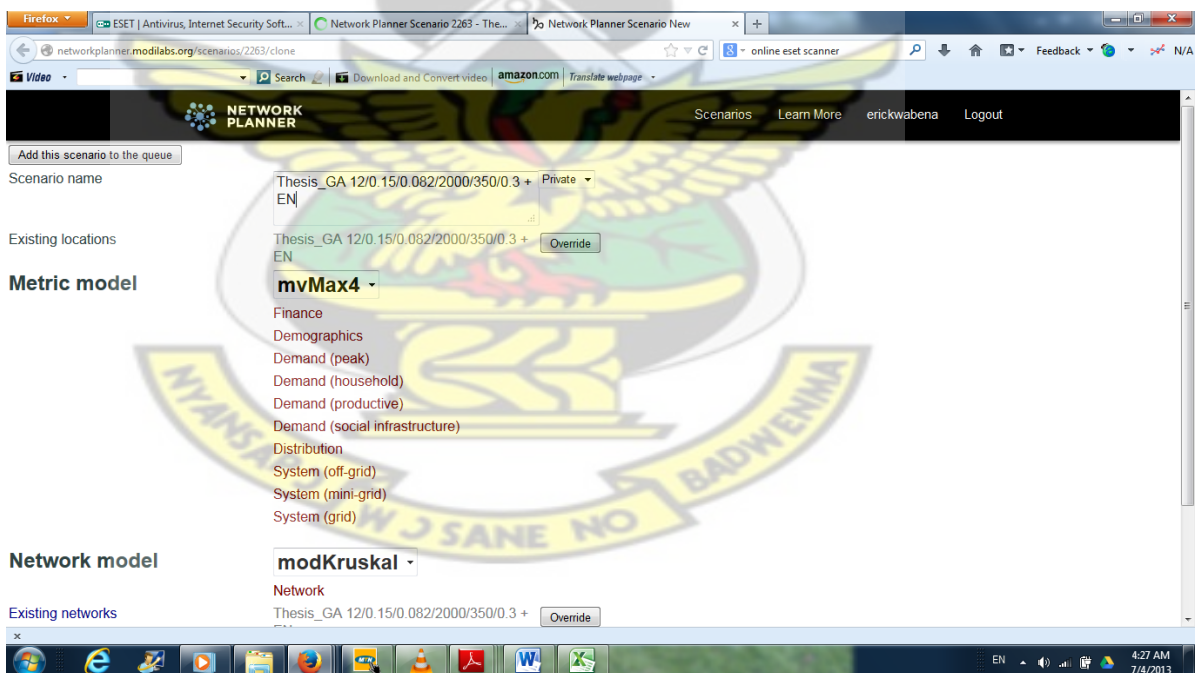 Firefox
ESET | Antivirus, Internet Security Soft... × Network Planner Scenario 2263 - The... × Network Planner Scenario New × +
networkplanner.modilabs.org/scenarios/2263/clone online eset scanner Feedback N/A
Video Search Download and Convert video amazon.com Translate webpage
NETWORK PLANNER Scenarios Learn More erickwabena Logout
Add this scenario to the queue
Scenario name Thesis_GA 12/0.15/0.082/2000/350/0.3 + Private
EN
Existing locations Thesis_GA 12/0.15/0.082/2000/350/0.3 + Override
EN
Metric model mvMax4
Finance
Demographics
Demand (peak)
Demand (household)
Demand (productive)
Demand (social infrastructure)
Distribution
System (off-grid)
System (mini-grid)
System (grid)
NYANSAPO WOSANE NO BADWENMA
Network model modKruskal
Network
Existing networks Thesis_GA 12/0.15/0.082/2000/350/0.3 + Override
EN 4:27 AM
7/4/2013